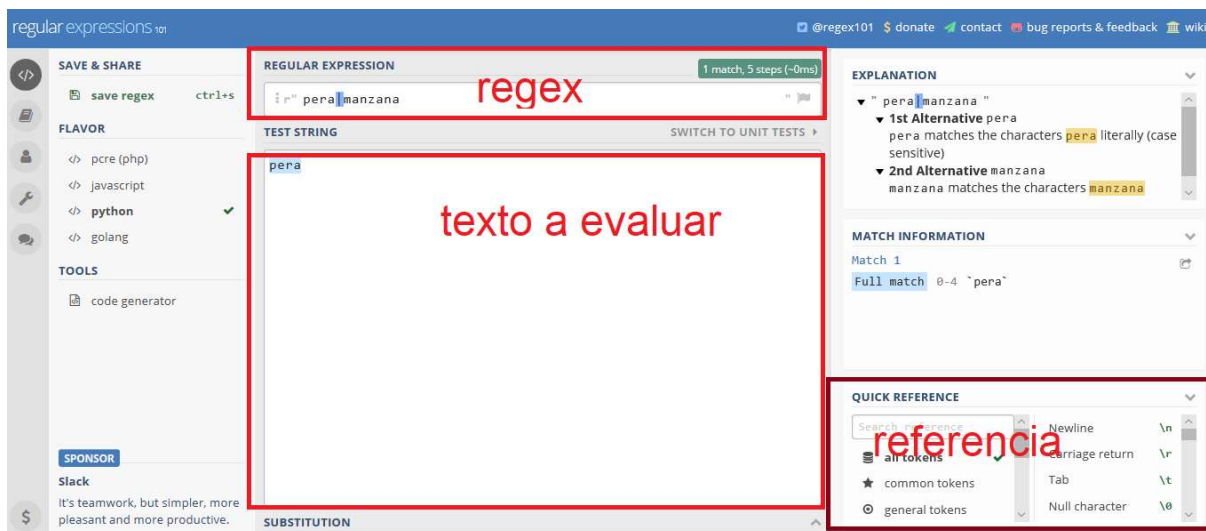 regular expressions 101
@regex101 $ donate contact bug reports & feedback wiki
SAVE & SHARE
save regex ctrl+s
FLAVOR
</> pcre (php)
</> javascript
</> python
</> golang
TOOLS
code generator
SPONSOR
Slack
It's teamwork, but simpler, more
pleasant and more productive.
REGULAR EXPRESSION
1 match, 5 steps (~0ms)
r" pera|manzana "
regex
TEST STRING
SWITCH TO UNIT TESTS
pera
texto a evaluar
SUBSTITUTION
EXPLANATION
" pera|manzana "
1st Alternative pera
pera matches the characters pera literally (case
sensitive)
2nd Alternative manzana
manzana matches the characters manzana
MATCH INFORMATION
Match 1
Full match 0-4 `pera`
QUICK REFERENCE
Search reference
referencia
all tokens
common tokens
general tokens
Newline \n
Carriage return \r
Tab \t
Null character \0